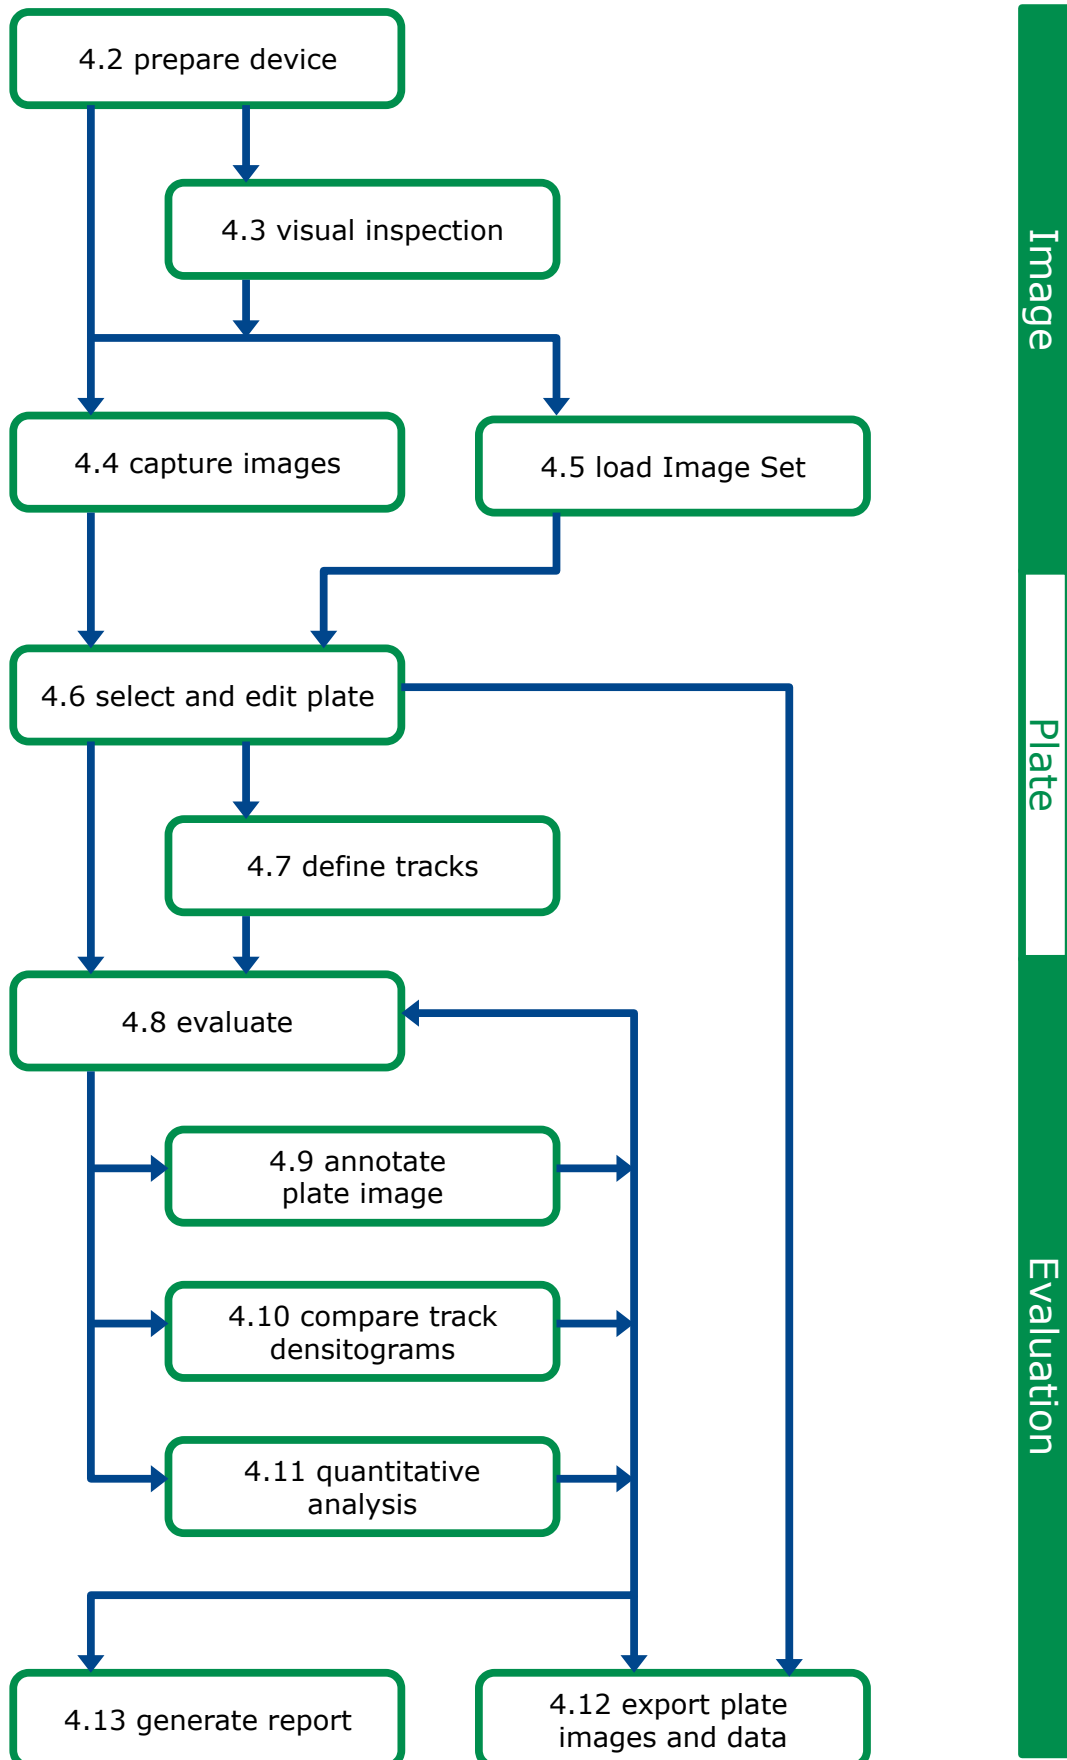 4.2 prepare device
4.3 visual inspection
4.4 capture images
4.5 load Image Set
4.6 select and edit plate
4.7 define tracks
4.8 evaluate
4.9 annotate
plate image
4.10 compare track
densitograms
4.11 quantitative
analysis
4.13 generate report
4.12 export plate
images and data
Image
Plate
Evaluation